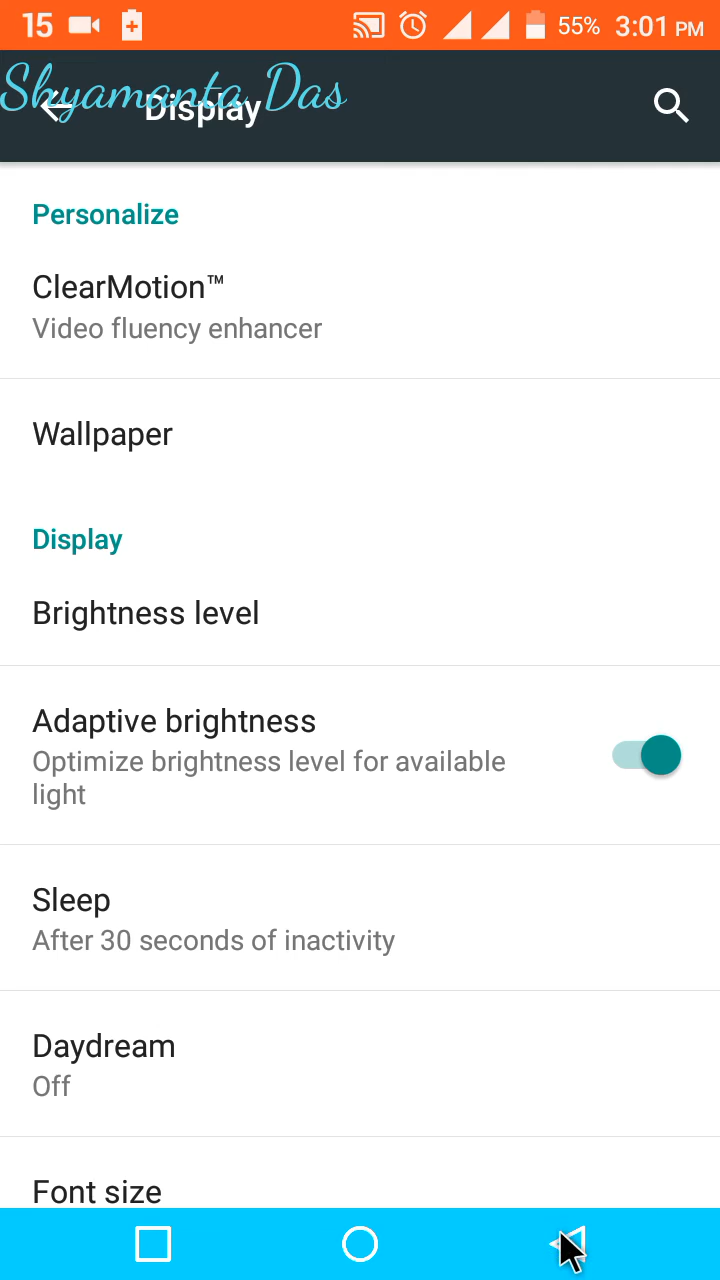 15 55% 3:01 PM
Shyamanta Das
Display
Personalize
ClearMotion™
Video fluency enhancer
Wallpaper
Display
Brightness level
Adaptive brightness
Optimize brightness level for available
light
Sleep
After 30 seconds of inactivity
Daydream
Off
Font size